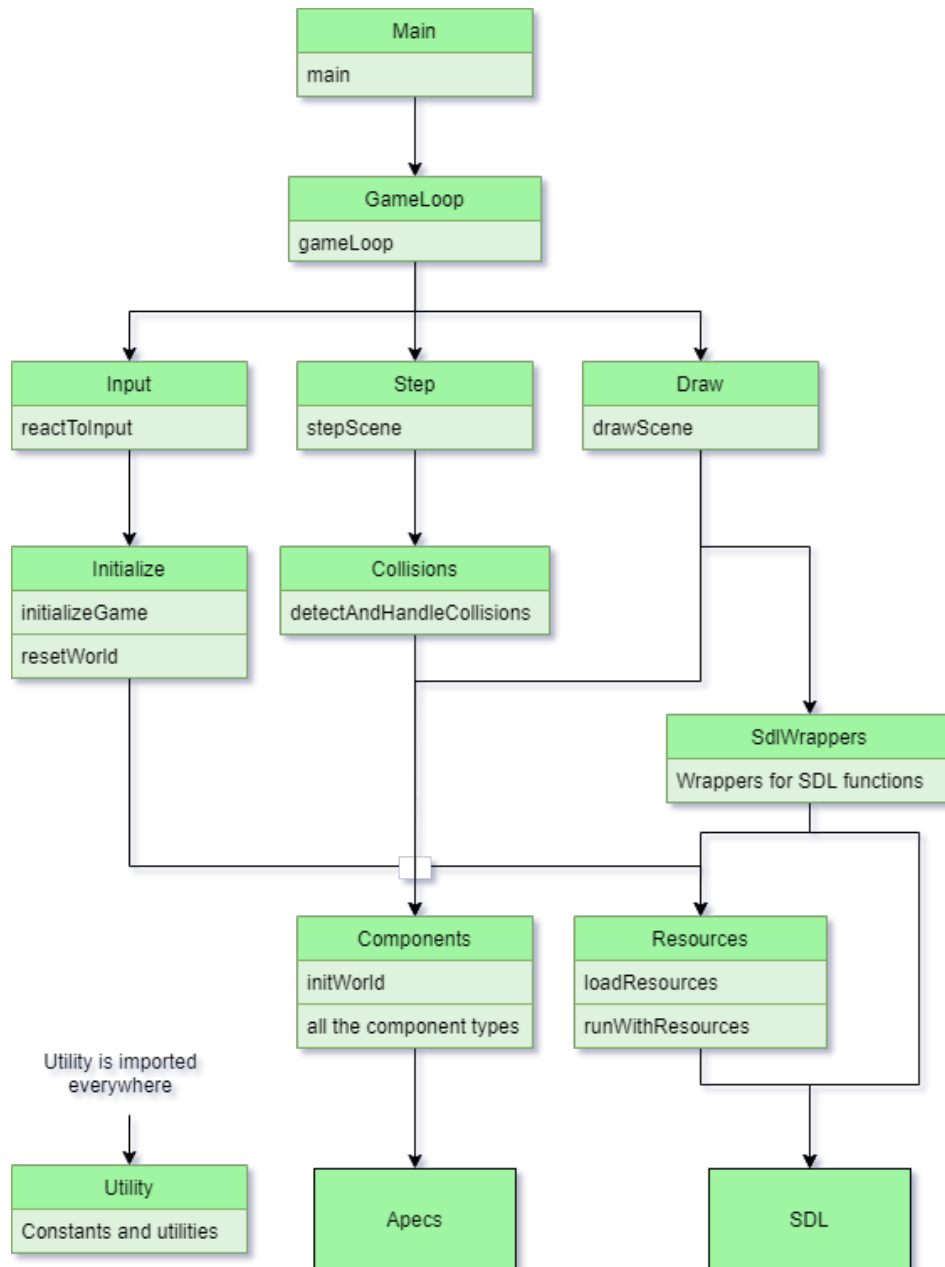 Main
main
GameLoop
gameLoop
Input
reactToInput
Step
stepScene
Draw
drawScene
Initialize
initializeGame
resetWorld
Collisions
detectAndHandleCollisions
SdlWrappers
Wrappers for SDL functions
Components
initWorld
all the component types
Resources
loadResources
runWithResources
Utility is imported
everywhere
Utility
Constants and utilities
Apecs
SDL